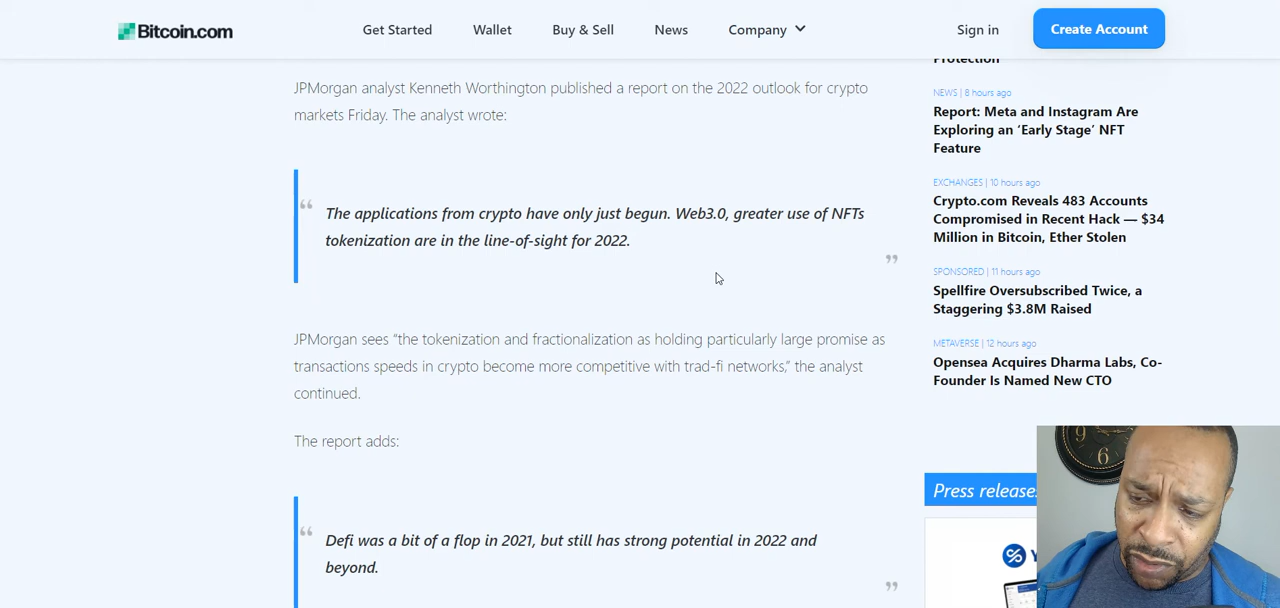 Bitcoin.com
Get Started
Wallet
Buy & Sell
News
Company
Sign in
Create Account
JPMorgan analyst Kenneth Worthington published a report on the 2022 outlook for crypto
markets Friday. The analyst wrote:
“
The applications from crypto have only just begun. Web3.0, greater use of NFTs
tokenization are in the line-of-sight for 2022.
”
JPMorgan sees “the tokenization and fractionalization as holding particularly large promise as
transactions speeds in crypto become more competitive with trad-fi networks,” the analyst
continued.
The report adds:
“
Defi was a bit of a flop in 2021, but still has strong potential in 2022 and
beyond.
”
Protection
NEWS | 8 hours ago
Report: Meta and Instagram Are
Exploring an ‘Early Stage’ NFT
Feature
EXCHANGES | 10 hours ago
Crypto.com Reveals 483 Accounts
Compromised in Recent Hack — $34
Million in Bitcoin, Ether Stolen
SPONSORED | 11 hours ago
Spellfire Oversubscribed Twice, a
Staggering $3.8M Raised
METAVERSE | 12 hours ago
Opensea Acquires Dharma Labs, Co-
Founder Is Named New CTO
Press releases
9
6